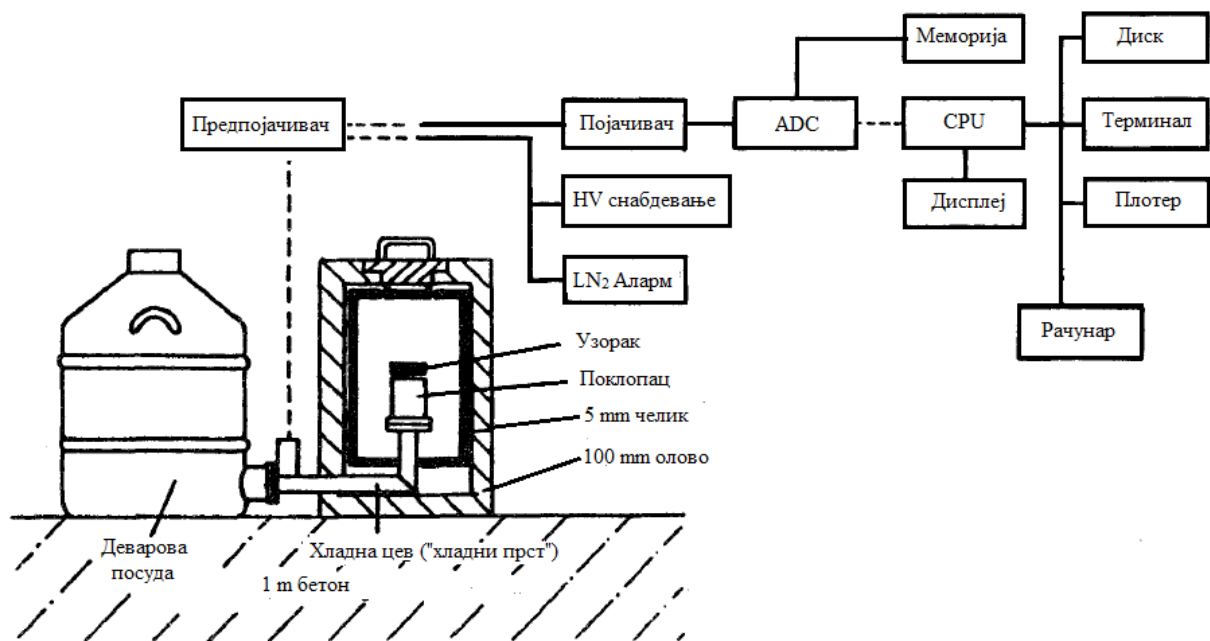 Меморија
Диск
Предпојачивач
Појачивач
ADC
CPU
Терминал
HV снабдевање
Дисплеј
Плотер
LN₂ Аларм
Рачунар
Узорак
Поклопац
5 mm челик
100 mm олово
Деварова
посуда
Хладна цев ("хладни прст")
1 m бетон